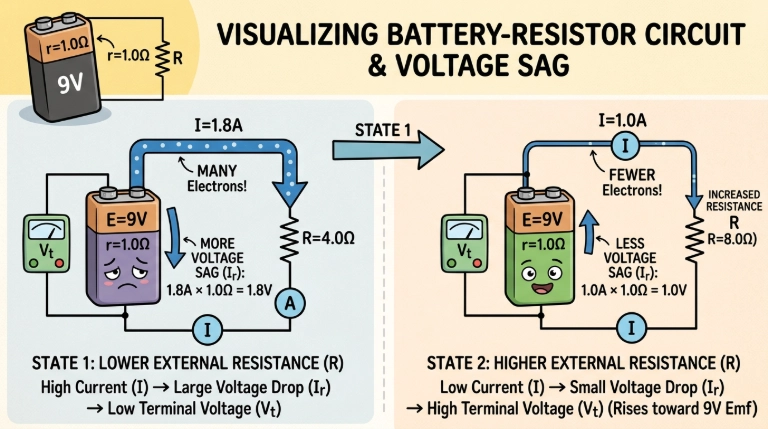 VISUALIZING BATTERY-RESISTOR CIRCUIT
& VOLTAGE SAG
r=1.0Ω
r=1.0Ω
R
9V
I=1.8A
MANY
Electrons!
E=9V
r=1.0Ω
Vt
MORE
VOLTAGE
SAG (Ir):
1.8A × 1.0Ω = 1.8V
R=4.0Ω
A
I
STATE 1: LOWER EXTERNAL RESISTANCE (R)
High Current (I) → Large Voltage Drop (Ir)
→ Low Terminal Voltage (Vt)
STATE 1
I=1.0A
I
FEWER
Electrons!
E=9V
r=1.0Ω
Vt
LESS
VOLTAGE
SAG (Ir):
1.0A × 1.0Ω = 1.0V
INCREASED
RESISTANCE
R
R=8.0Ω)
I
STATE 2: HIGHER EXTERNAL RESISTANCE (R)
Low Current (I) → Small Voltage Drop (Ir)
→ High Terminal Voltage (Vt) (Rises toward 9V Emf)